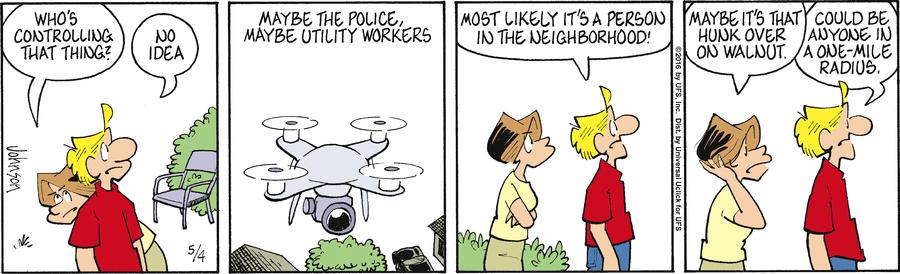 WHO'S
CONTROLLING
THAT THING?
NO
IDEA
Johnson
5/4
MAYBE THE POLICE,
MAYBE UTILITY WORKERS
MOST LIKELY IT'S A PERSON
IN THE NEIGHBORHOOD!
©2016 by UFS, Inc. Dist. by Universal Uclick for UFS
MAYBE IT'S THAT
HUNK OVER
ON WALNUT.
COULD BE
ANYONE IN
A ONE-MILE
RADIUS.